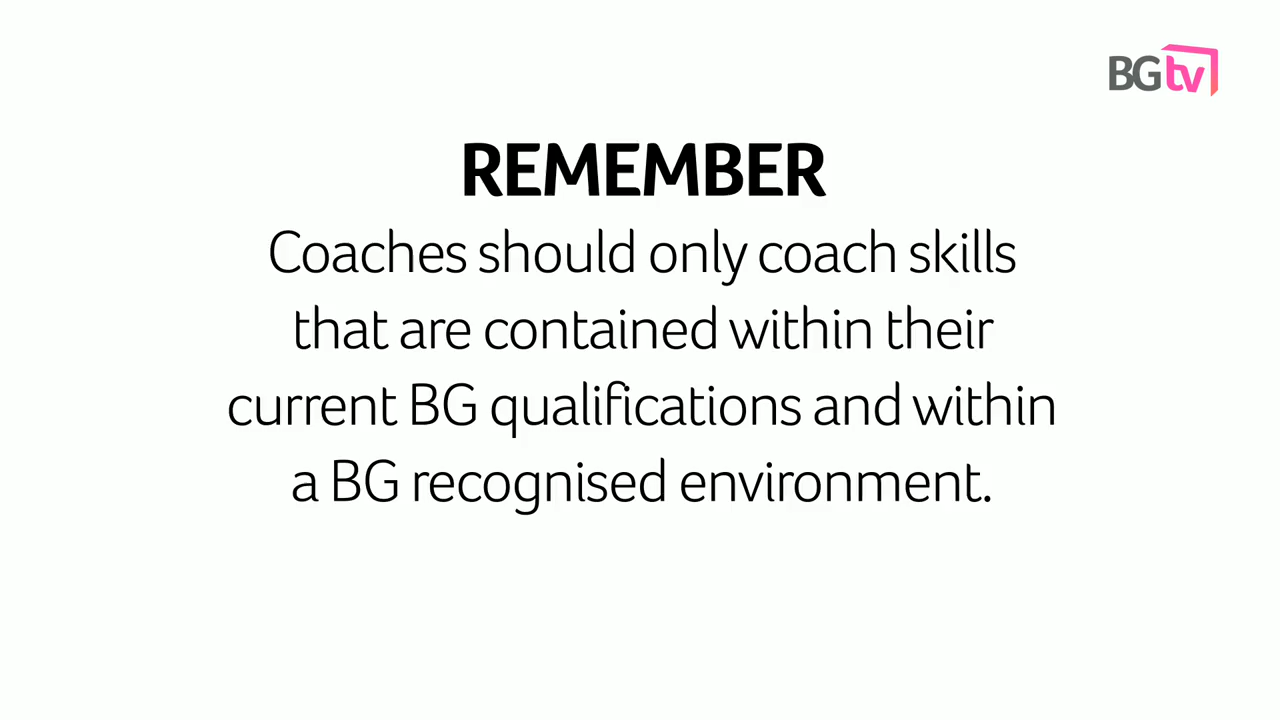 BGtv
REMEMBER
Coaches should only coach skills
that are contained within their
current BG qualifications and within
a BG recognised environment.